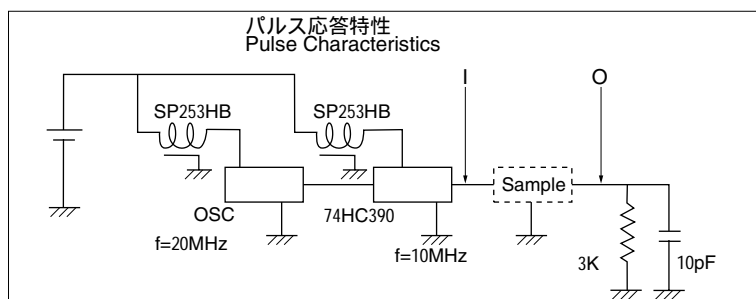 パルス応答特性
Pulse Characteristics
I
O
SP253HB
SP253HB
Sample
OSC
74HC390
f=20MHz
f=10MHz
3K
10pF